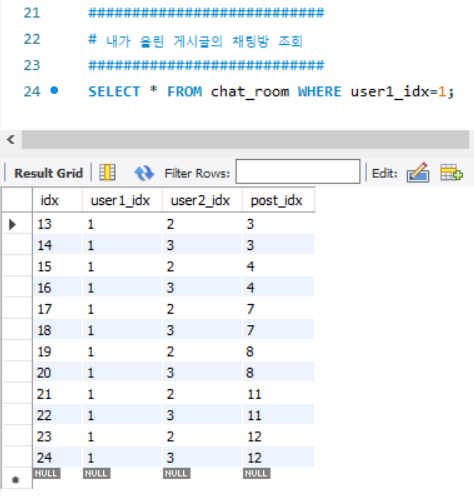 21 ###########################
22 # 내가 올린 게시글의 채팅방 조회
23 ###########################
24 SELECT * FROM chat_room WHERE user1_idx=1;
Result Grid Filter Rows: Edit:
idx user1_idx user2_idx post_idx
13 1 2 3
14 1 3 3
15 1 2 4
16 1 3 4
17 1 2 7
18 1 3 7
19 1 2 8
20 1 3 8
21 1 2 11
22 1 3 11
23 1 2 12
24 1 3 12
NULL NULL NULL NULL